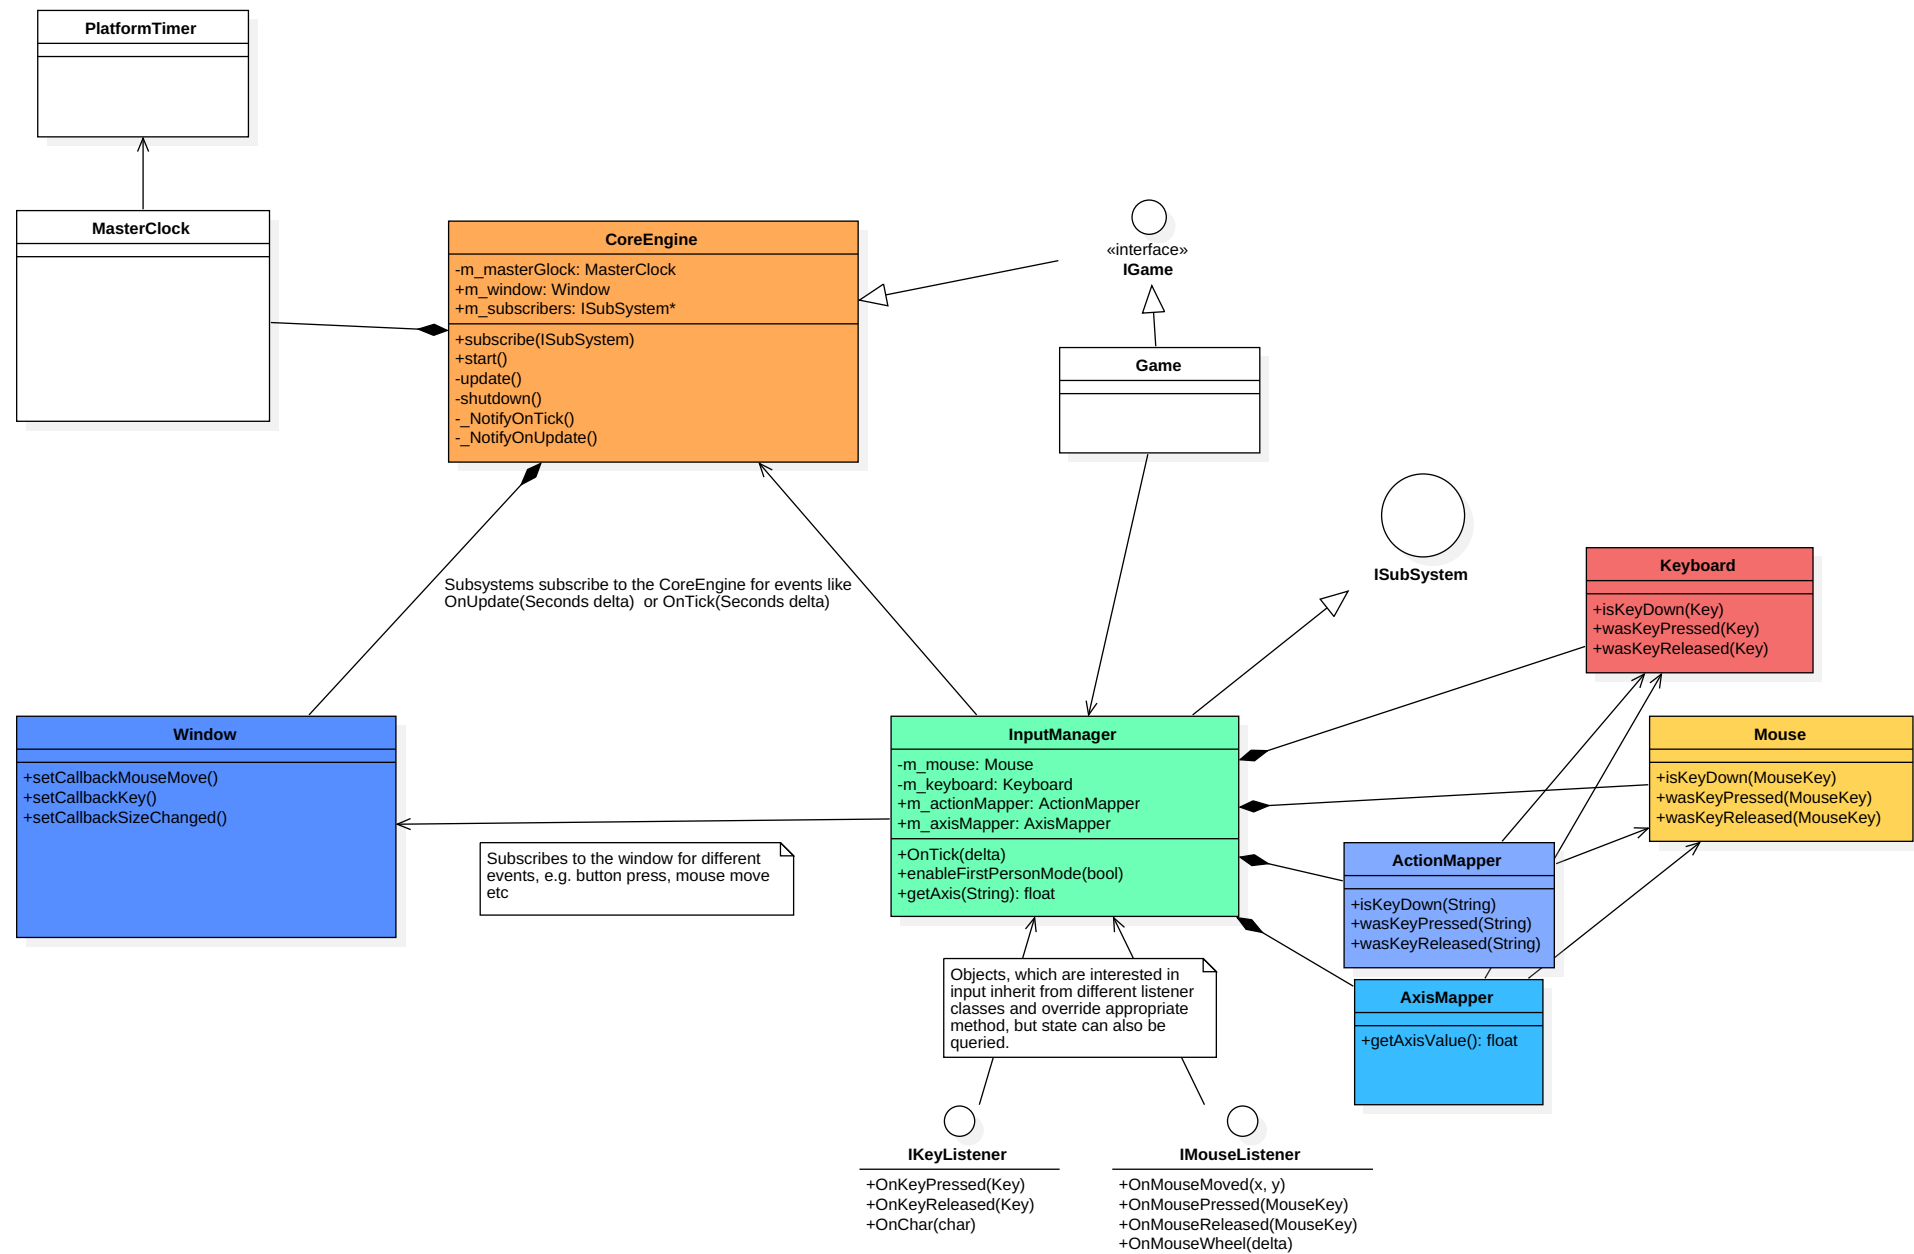 PlatformTimer
MasterClock
CoreEngine
-m_masterGlock: MasterClock
+m_window: Window
+m_subscribers: ISubSystem*
+subscribe(ISubSystem)
+start()
-update()
-shutdown()
-_NotifyOnTick()
-_NotifyOnUpdate()
«interface»
IGame
Game
ISubSystem
Subsystems subscribe to the CoreEngine for events like
OnUpdate(Seconds delta)  or OnTick(Seconds delta)
Keyboard
+isKeyDown(Key)
+wasKeyPressed(Key)
+wasKeyReleased(Key)
Window
+setCallbackMouseMove()
+setCallbackKey()
+setCallbackSizeChanged()
InputManager
-m_mouse: Mouse
-m_keyboard: Keyboard
+m_actionMapper: ActionMapper
+m_axisMapper: AxisMapper
+OnTick(delta)
+enableFirstPersonMode(bool)
+getAxis(String): float
Mouse
+isKeyDown(MouseKey)
+wasKeyPressed(MouseKey)
+wasKeyReleased(MouseKey)
Subscribes to the window for different
events, e.g. button press, mouse move
etc
ActionMapper
+isKeyDown(String)
+wasKeyPressed(String)
+wasKeyReleased(String)
Objects, which are interested in
input inherit from different listener
classes and override appropriate
method, but state can also be
queried.
AxisMapper
+getAxisValue(): float
IKeyListener
+OnKeyPressed(Key)
+OnKeyReleased(Key)
+OnChar(char)
IMouseListener
+OnMouseMoved(x, y)
+OnMousePressed(MouseKey)
+OnMouseReleased(MouseKey)
+OnMouseWheel(delta)